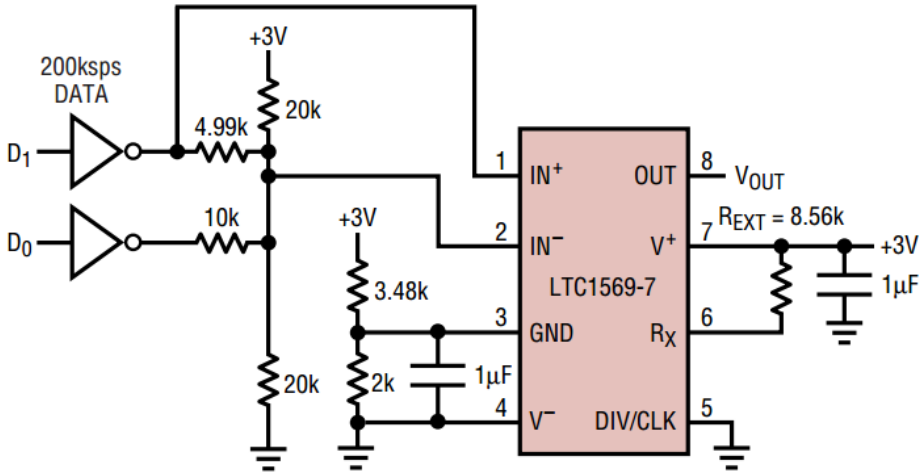 200ksps
DATA
+3V
20k
4.99k
D1
10k
D0
20k
+3V
3.48k
2k
1µF
1
IN+
2
IN−
3
GND
4
V−
LTC1569-7
OUT
8
VOUT
REXT = 8.56k
V+
7
+3V
1µF
RX
6
DIV/CLK
5